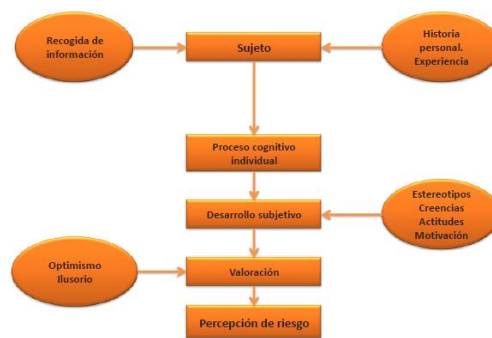 Recogida de
información
Sujeto
Historia
personal.
Experiencia
Proceso cognitivo
individual
Desarrollo subjetivo
Estereotipos
Creencias
Actitudes
Motivación
Optimismo
Ilusorio
Valoración
Percepción de riesgo